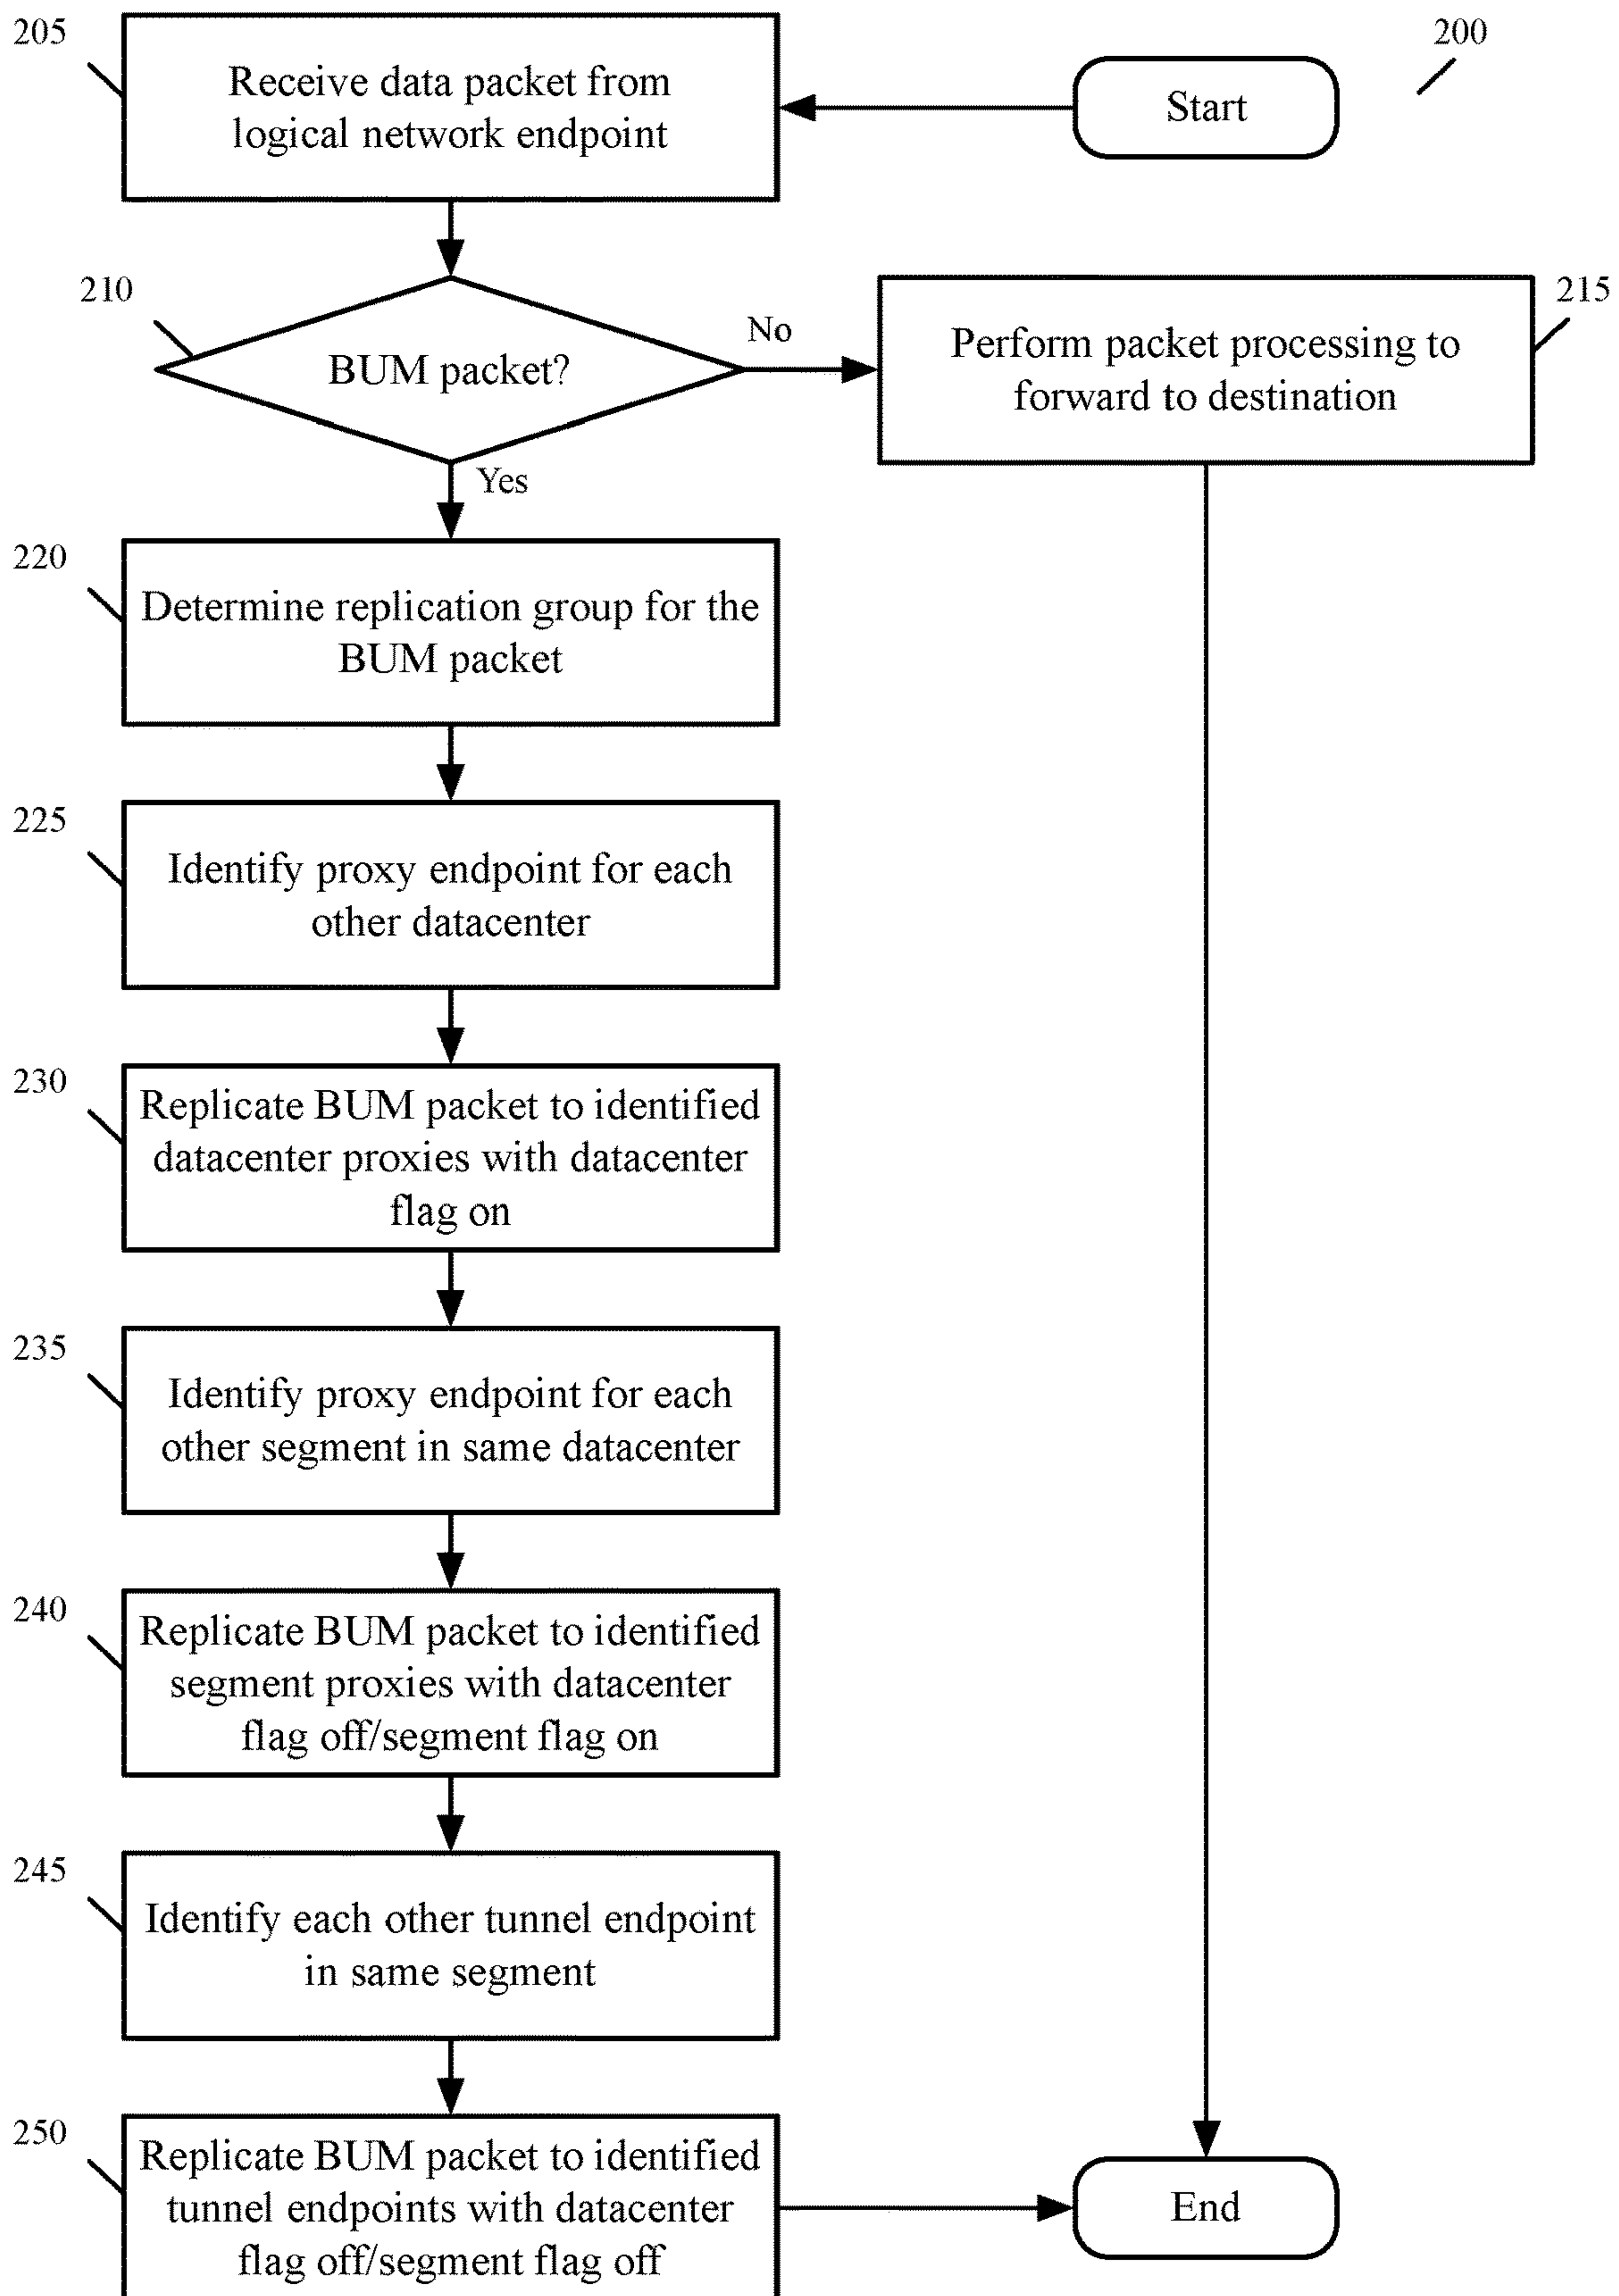 205
Receive data packet from
logical network endpoint
Start
200
210
BUM packet?
No
Perform packet processing to
forward to destination
215
Yes
220
Determine replication group for the
BUM packet
225
Identify proxy endpoint for each
other datacenter
230
Replicate BUM packet to identified
datacenter proxies with datacenter
flag on
235
Identify proxy endpoint for each
other segment in same datacenter
240
Replicate BUM packet to identified
segment proxies with datacenter
flag off/segment flag on
245
Identify each other tunnel endpoint
in same segment
250
Replicate BUM packet to identified
tunnel endpoints with datacenter
flag off/segment flag off
End